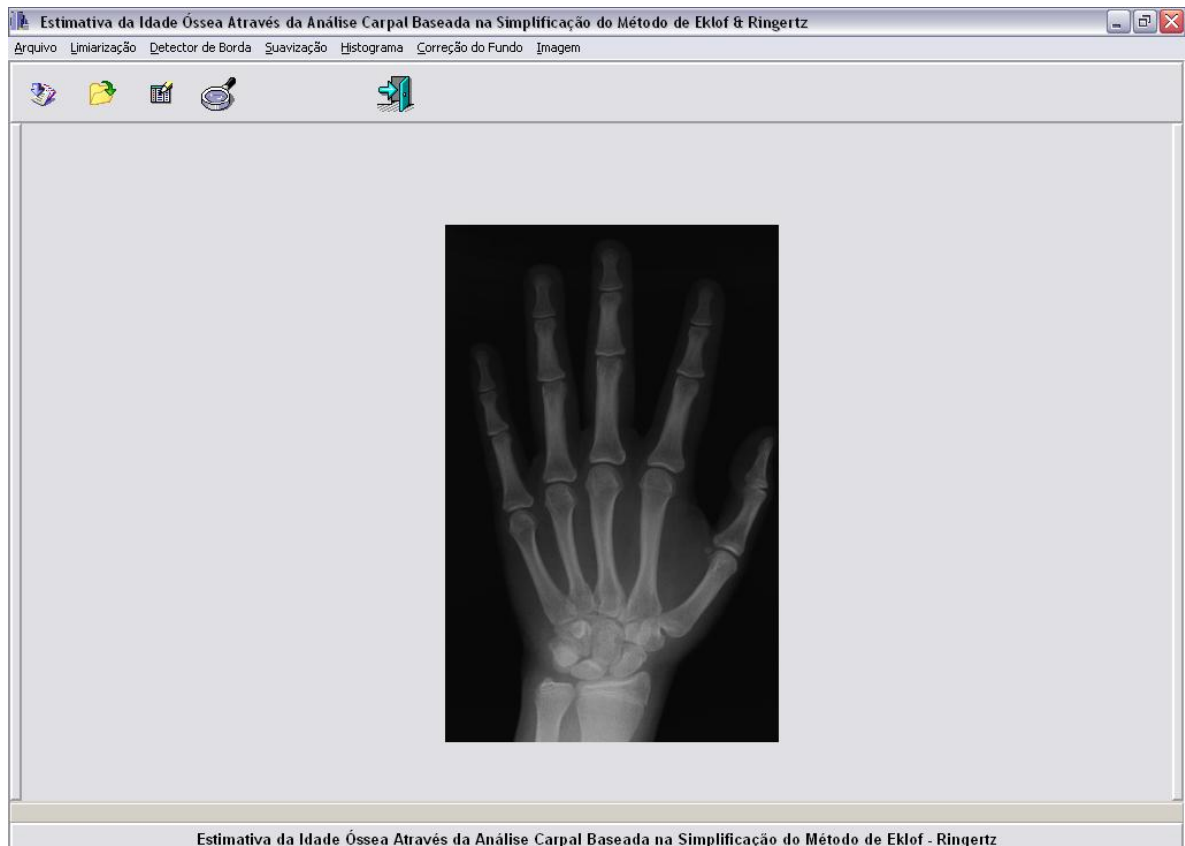 Estimativa da Idade Óssea Através da Análise Carpal Baseada na Simplificação do Método de Eklof & Ringertz
Arquivo Limiarização Detector de Borda Suavização Histograma Correção do Fundo Imagem
Estimativa da Idade Óssea Através da Análise Carpal Baseada na Simplificação do Método de Eklof - Ringertz